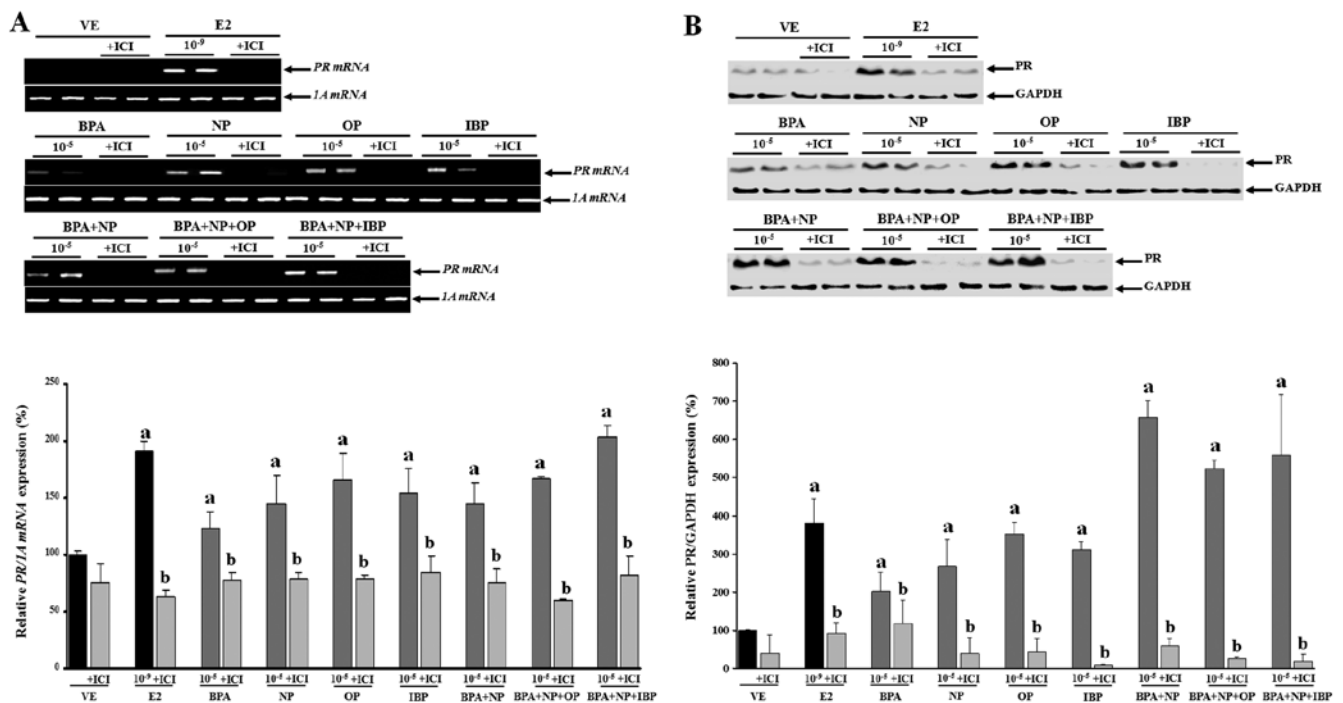 A
VE E2
+ICI 10-9 +ICI
PR mRNA
1A mRNA
BPA NP OP IBP
10-5 +ICI 10-5 +ICI 10-5 +ICI 10-5 +ICI
PR mRNA
1A mRNA
BPA+NP BPA+NP+OP BPA+NP+IBP
10-5 +ICI 10-5 +ICI 10-5 +ICI
PR mRNA
1A mRNA
Relative PR/1A mRNA expression (%)
250
200
150
100
50
0
a a a a a a a a
b b b b b b b b
+ICI 10-9 +ICI 10-5 +ICI 10-5 +ICI 10-5 +ICI 10-5 +ICI 10-5 +ICI 10-5 +ICI 10-5 +ICI
VE E2 BPA NP OP IBP BPA+NP BPA+NP+OP BPA+NP+IBP
B
VE E2
+ICI 10-9 +ICI
PR
GAPDH
BPA NP OP IBP
10-5 +ICI 10-5 +ICI 10-5 +ICI 10-5 +ICI
PR
GAPDH
BPA+NP BPA+NP+OP BPA+NP+IBP
10-5 +ICI 10-5 +ICI 10-5 +ICI
PR
GAPDH
Relative PR/GAPDH expression (%)
800
700
600
500
400
300
200
100
0
a a a a a a a a
b b b b b b b b
+ICI 10-9 +ICI 10-5 +ICI 10-5 +ICI 10-5 +ICI 10-5 +ICI 10-5 +ICI 10-5 +ICI 10-5 +ICI
VE E2 BPA NP OP IBP BPA+NP BPA+NP+OP BPA+NP+IBP